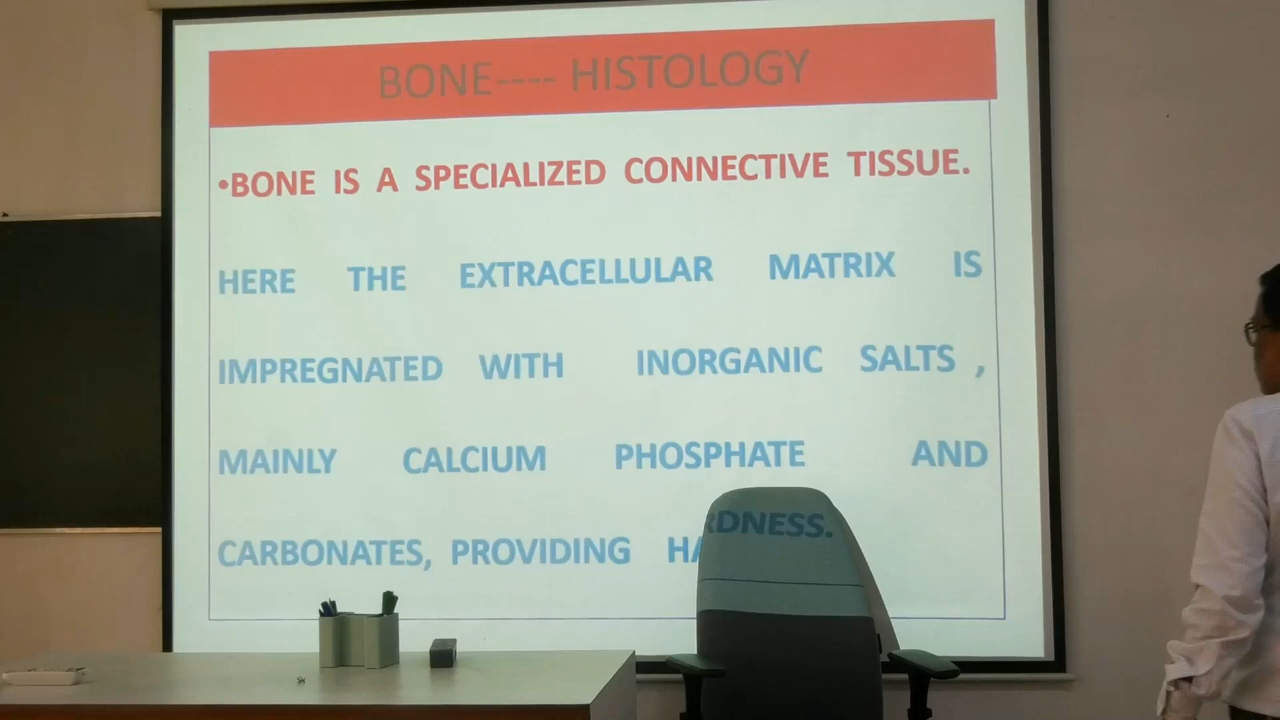 BONE---- HISTOLOGY
•BONE IS A SPECIALIZED CONNECTIVE TISSUE.
HERE THE EXTRACELLULAR MATRIX IS
IMPREGNATED WITH INORGANIC SALTS ,
MAINLY CALCIUM PHOSPHATE AND
CARBONATES, PROVIDING HARDNESS.